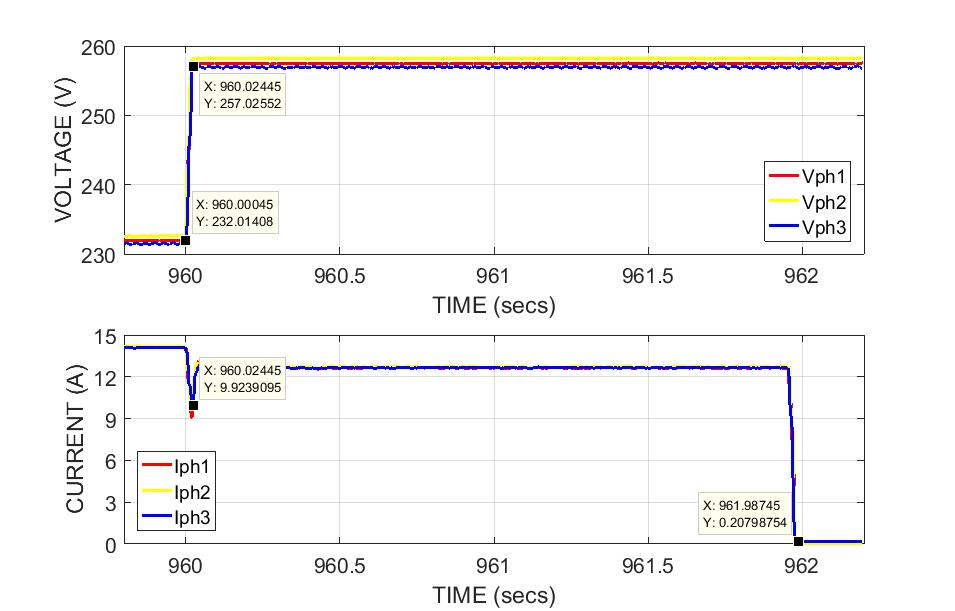 260
250
240
230
VOLTAGE (V)
X: 960.02445
Y: 257.02552
X: 960.00045
Y: 232.01408
Vph1
Vph2
Vph3
960
960.5
961
961.5
962
TIME (secs)
15
12
9
6
3
0
CURRENT (A)
X: 960.02445
Y: 9.9239095
Iph1
Iph2
Iph3
X: 961.98745
Y: 0.20798754
960
960.5
961
961.5
962
TIME (secs)